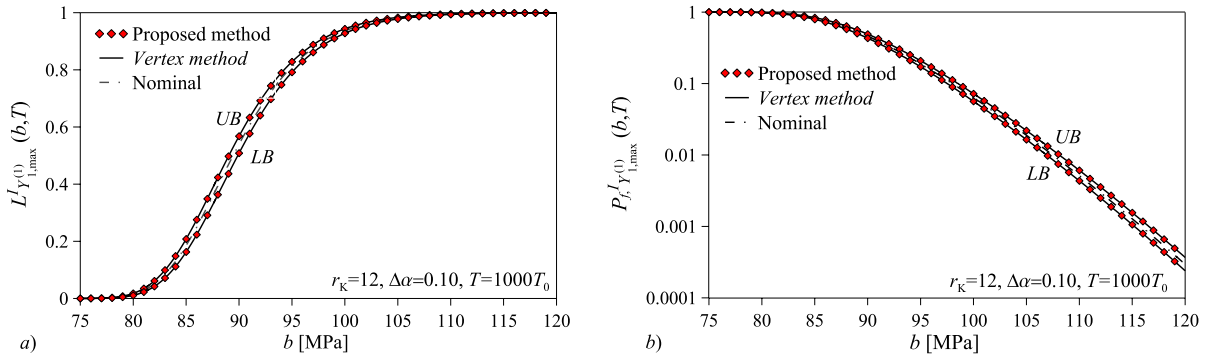 1
0.8
0.6
0.4
0.2
0
L^I_{Y^{(1)}_{1,max}} (b,T)
Proposed method
Vertex method
Nominal
UB
LB
r_K=12, Δα=0.10, T=1000T_0
75 80 85 90 95 100 105 110 115 120
b [MPa]
a)
1
0.1
0.01
0.001
0.0001
P_{f,}^I_{Y^{(1)}_{1,max}} (b,T)
Proposed method
Vertex method
Nominal
UB
LB
r_K=12, Δα=0.10, T=1000T_0
75 80 85 90 95 100 105 110 115 120
b [MPa]
b)